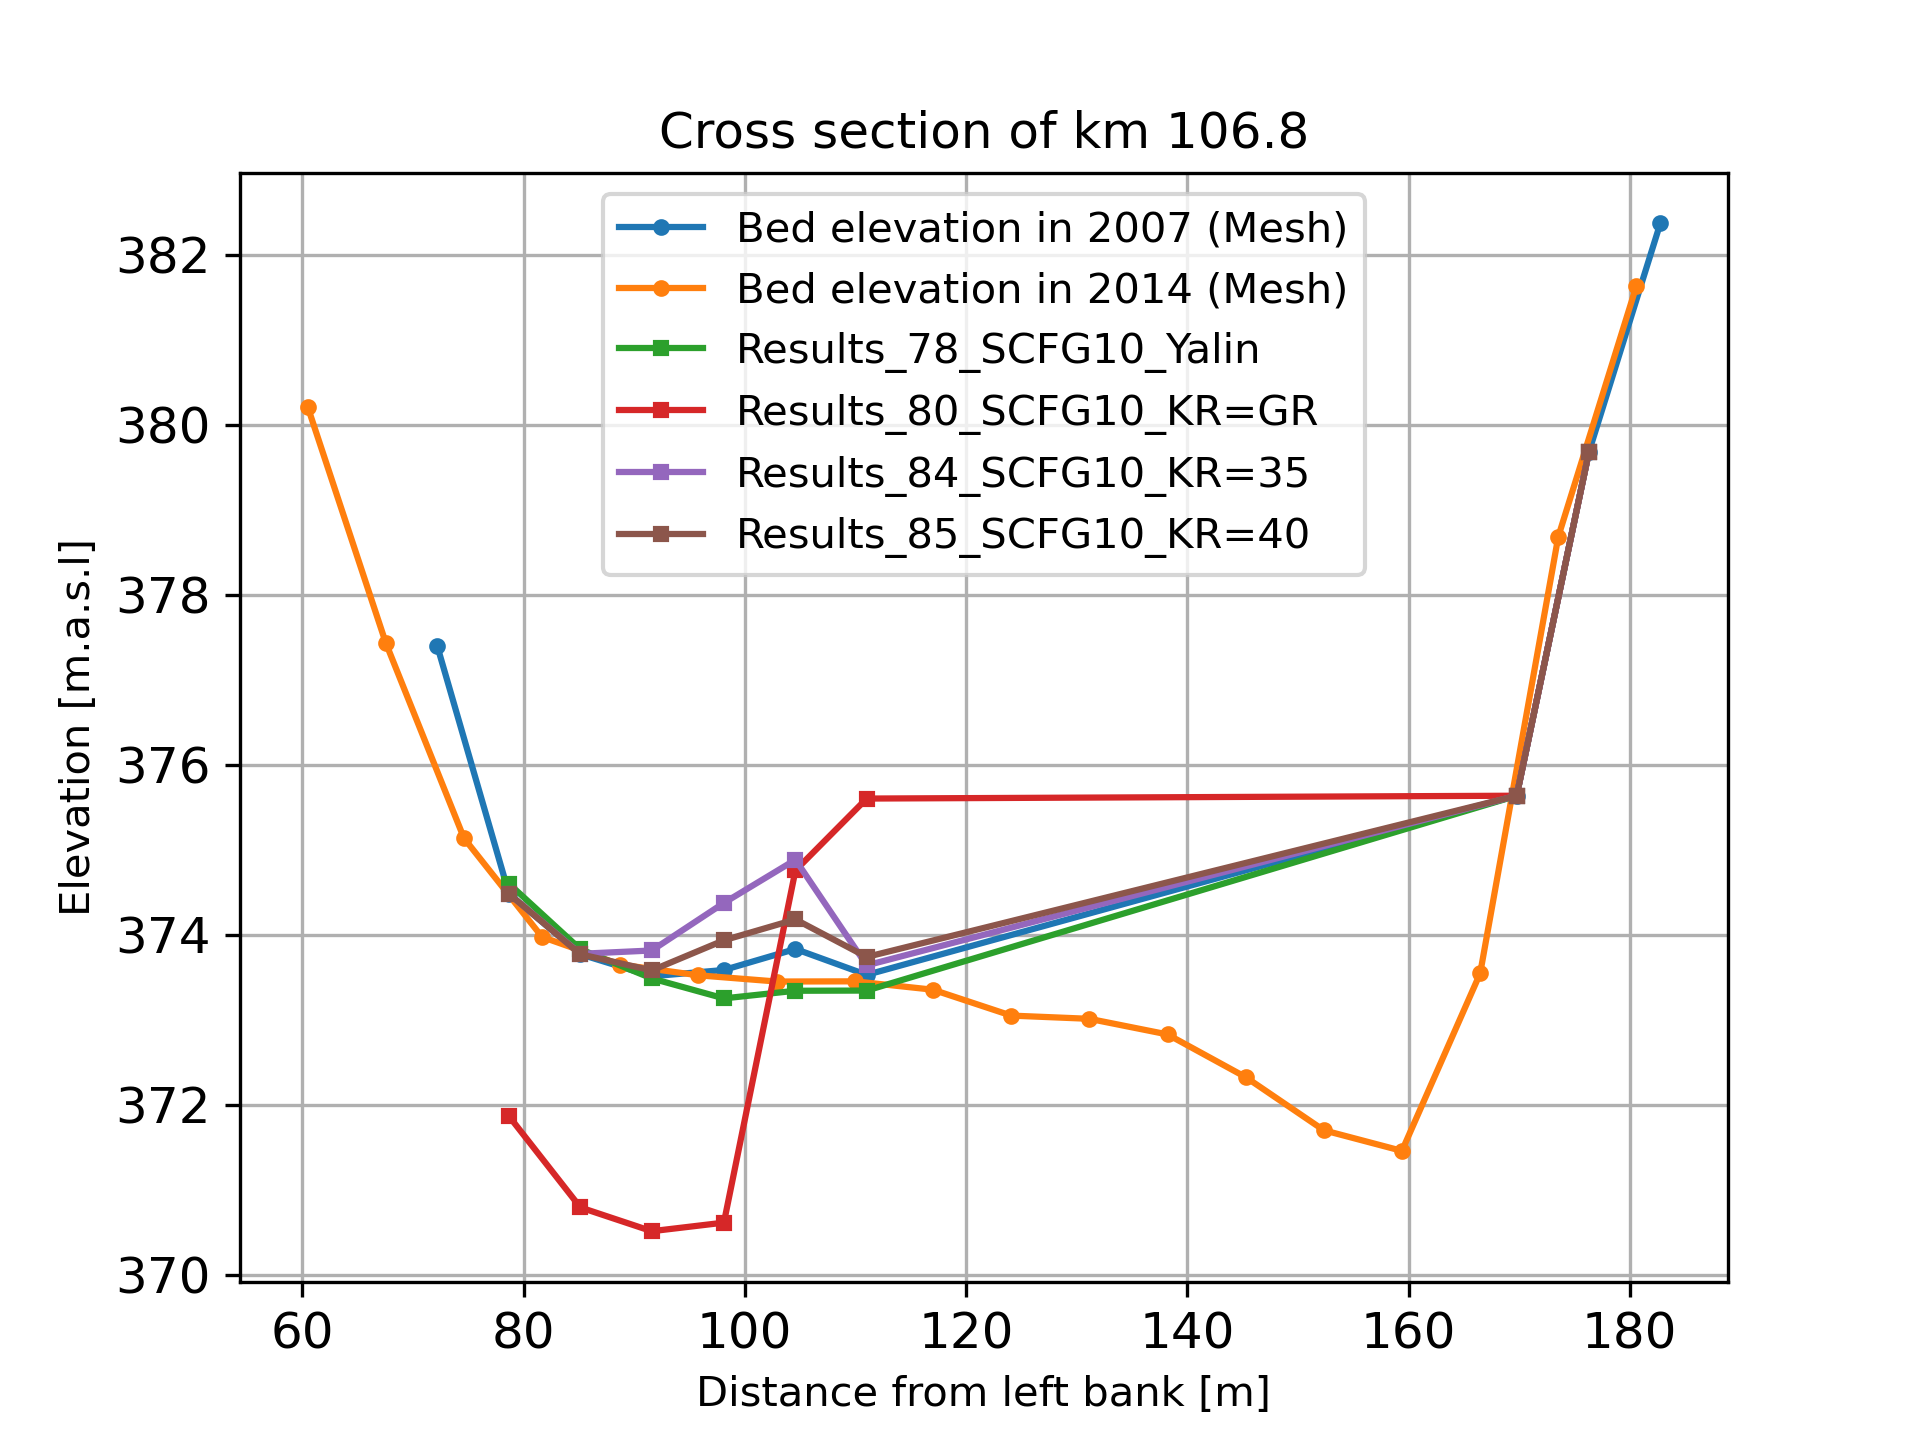 Cross section of km 106.8
Bed elevation in 2007 (Mesh)
Bed elevation in 2014 (Mesh)
Results_78_SCFG10_Yalin
Results_80_SCFG10_KR=GR
Results_84_SCFG10_KR=35
Results_85_SCFG10_KR=40
Elevation [m.a.s.l]
382
380
378
376
374
372
370
60 80 100 120 140 160 180
Distance from left bank [m]